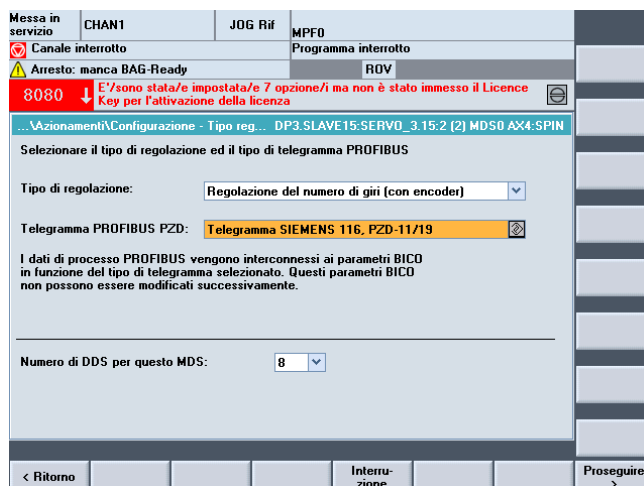 Messa in
servizio
CHAN1
JOG Rif
MPF0
Canale interrotto
Programma interrotto
Arresto: manca BAG-Ready
ROV
8080
E'/sono stata/e impostata/e 7 opzione/i ma non è stato immesso il Licence
Key per l'attivazione della licenza
...\Azionamenti\Configurazione - Tipo reg... DP3.SLAVE15:SERVO_3.15:2 (2) MDS0 AX4:SPIN
Selezionare il tipo di regolazione ed il tipo di telegramma PROFIBUS
Tipo di regolazione:
Regolazione del numero di giri (con encoder)
Telegramma PROFIBUS PZD:
Telegramma SIEMENS 116, PZD-11/19
I dati di processo PROFIBUS vengono interconnessi ai parametri BICO
in funzione del tipo di telegramma selezionato. Questi parametri BICO
non possono essere modificati successivamente.
Numero di DDS per questo MDS:
8
< Ritorno
Interru-
zione
Proseguire
>